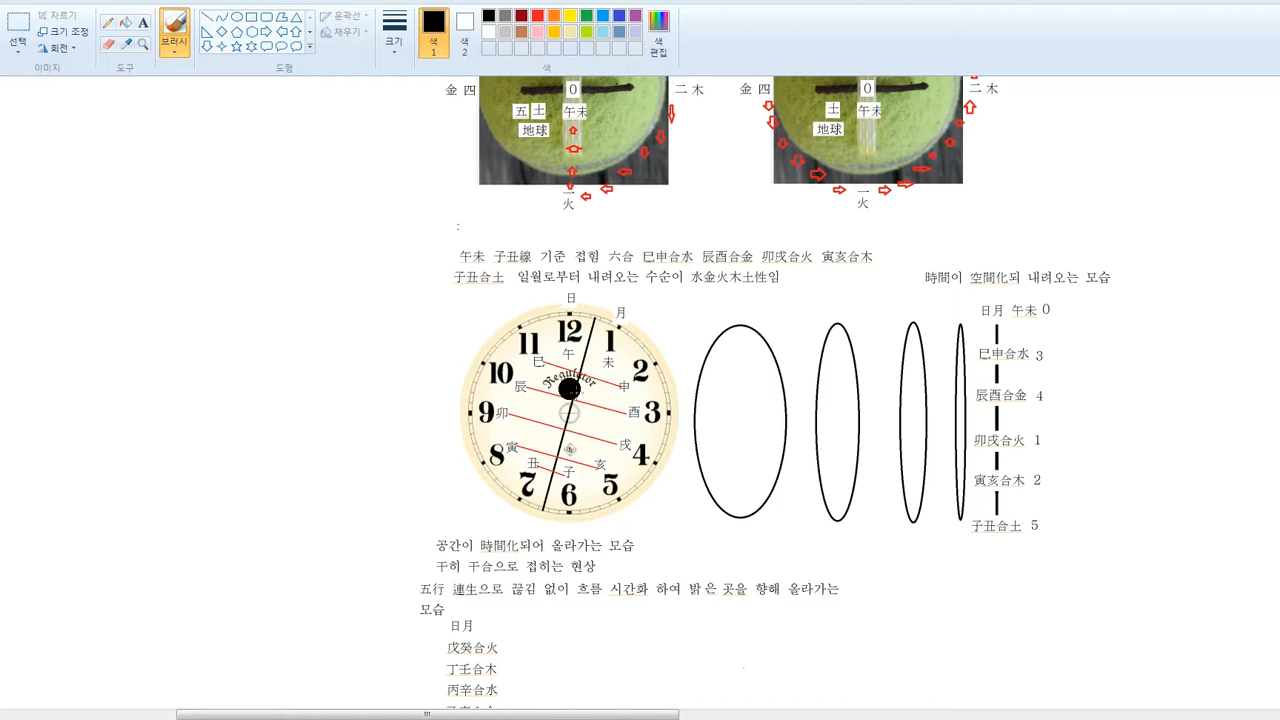 선택
자르기
크
회전
이미지
A
도구
브러시
윤곽선
채우기
도형
크기
색
1
색
2
색
색
편집
金 四
0
二 木
五 土
午未
地球
一
火
金 四
0
二 木
土
午未
地球
一
火
:
午未 子丑線 기준 접힘 六合 巳申合水 辰酉合金 卯戌合火 寅亥合木
子丑合土 일월로부터 내려오는 수순이 水金火木土性임
時間이 空間化되 내려오는 모습
日
月
12
11
1
10
2
9
3
8
4
7
5
6
Regulator
午
巳
未
辰
申
卯
酉
寅
戌
丑
亥
子
日月 午未 0
巳申合水 3
辰酉合金 4
卯戌合火 1
寅亥合木 2
子丑合土 5
공간이 時間化되어 올라가는 모습
干히 干合으로 접히는 현상
五行 連生으로 끊김 없이 흐름 시간화 하여 밝은 곳을 향해 올라가는
모습
日月
戊癸合火
丁壬合木
丙辛合水